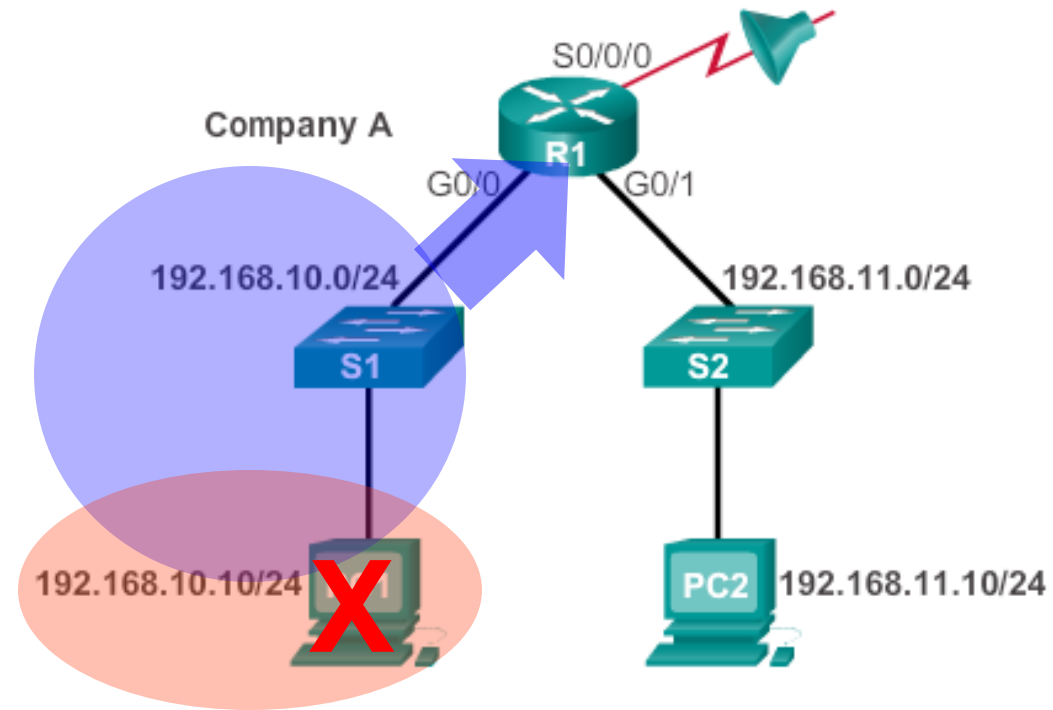 S0/0/0
Company A
R1
G0/0
G0/1
192.168.10.0/24
192.168.11.0/24
S1
S2
192.168.10.10/24
X
PC2
192.168.11.10/24